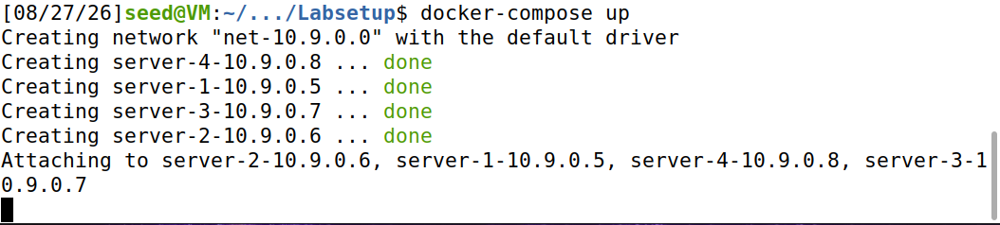 [08/27/26]seed@VM:~/.../Labsetup$ docker-compose up
Creating network "net-10.9.0.0" with the default driver
Creating server-4-10.9.0.8 ... done
Creating server-1-10.9.0.5 ... done
Creating server-3-10.9.0.7 ... done
Creating server-2-10.9.0.6 ... done
Attaching to server-2-10.9.0.6, server-1-10.9.0.5, server-4-10.9.0.8, server-3-1
0.9.0.7